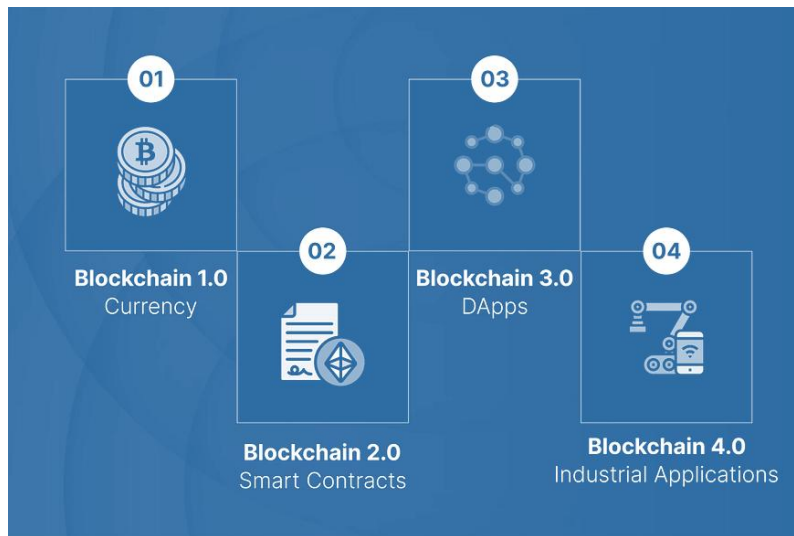 01
Blockchain 1.0
Currency
02
Blockchain 2.0
Smart Contracts
03
Blockchain 3.0
DApps
04
Blockchain 4.0
Industrial Applications